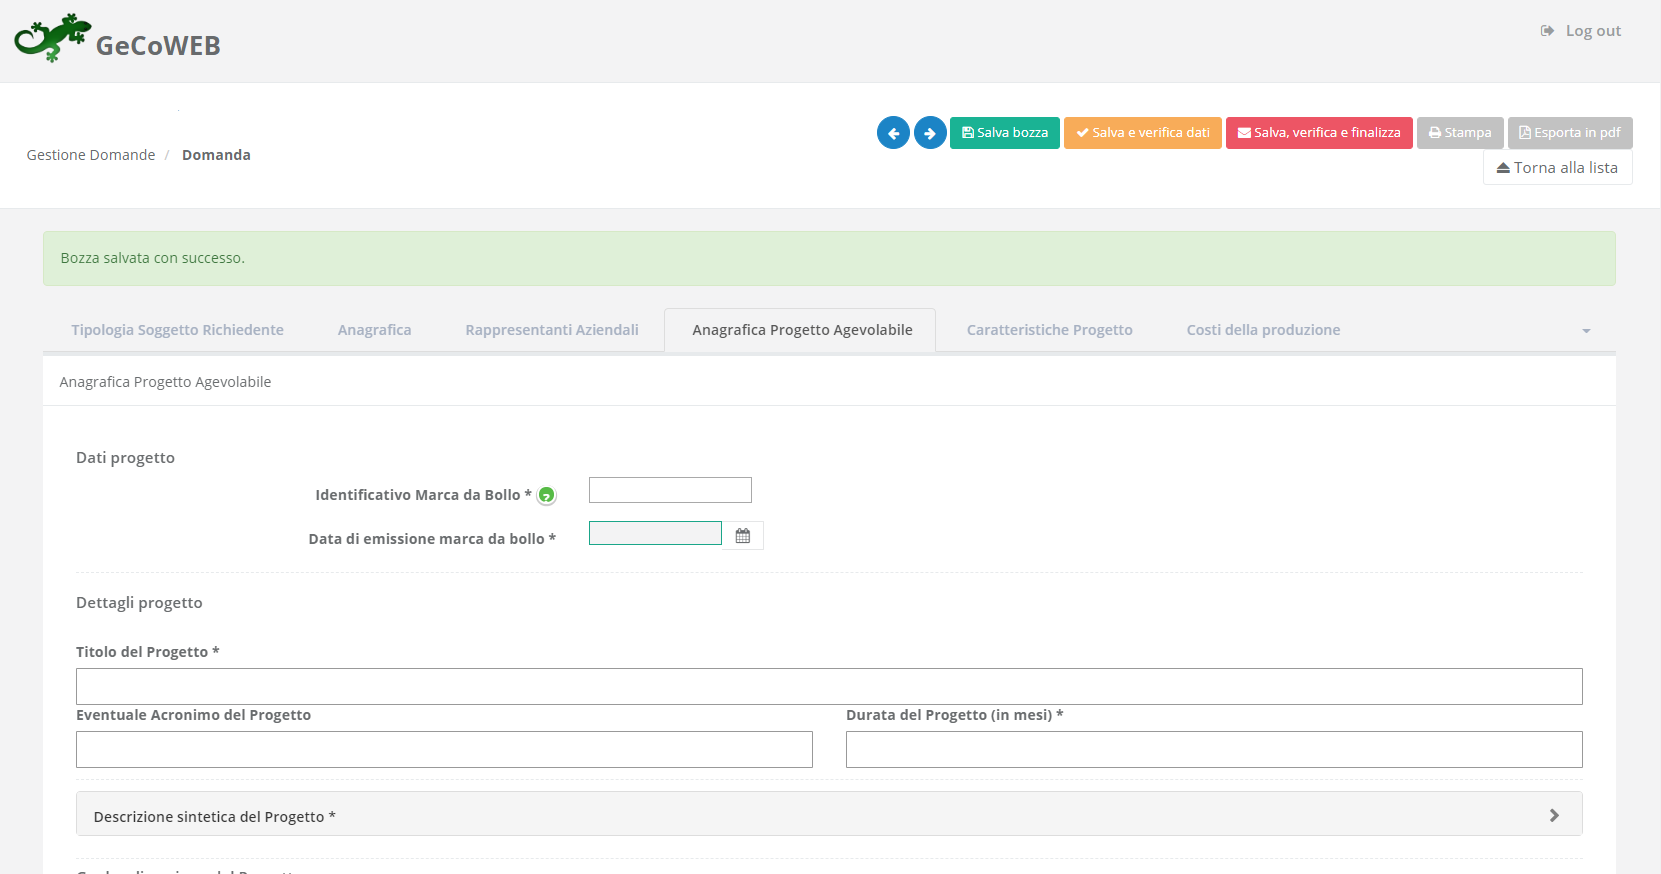 GeCoWEB
Log out
Salva bozza
Salva e verifica dati
Salva, verifica e finalizza
Stampa
Esporta in pdf
Gestione Domande / Domanda
Torna alla lista
Bozza salvata con successo.
Tipologia Soggetto Richiedente
Anagrafica
Rappresentanti Aziendali
Anagrafica Progetto Agevolabile
Caratteristiche Progetto
Costi della produzione
Anagrafica Progetto Agevolabile
Dati progetto
Identificativo Marca da Bollo * ?
Data di emissione marca da bollo *
Dettagli progetto
Titolo del Progetto *
Eventuale Acronimo del Progetto
Durata del Progetto (in mesi) *
Descrizione sintetica del Progetto *